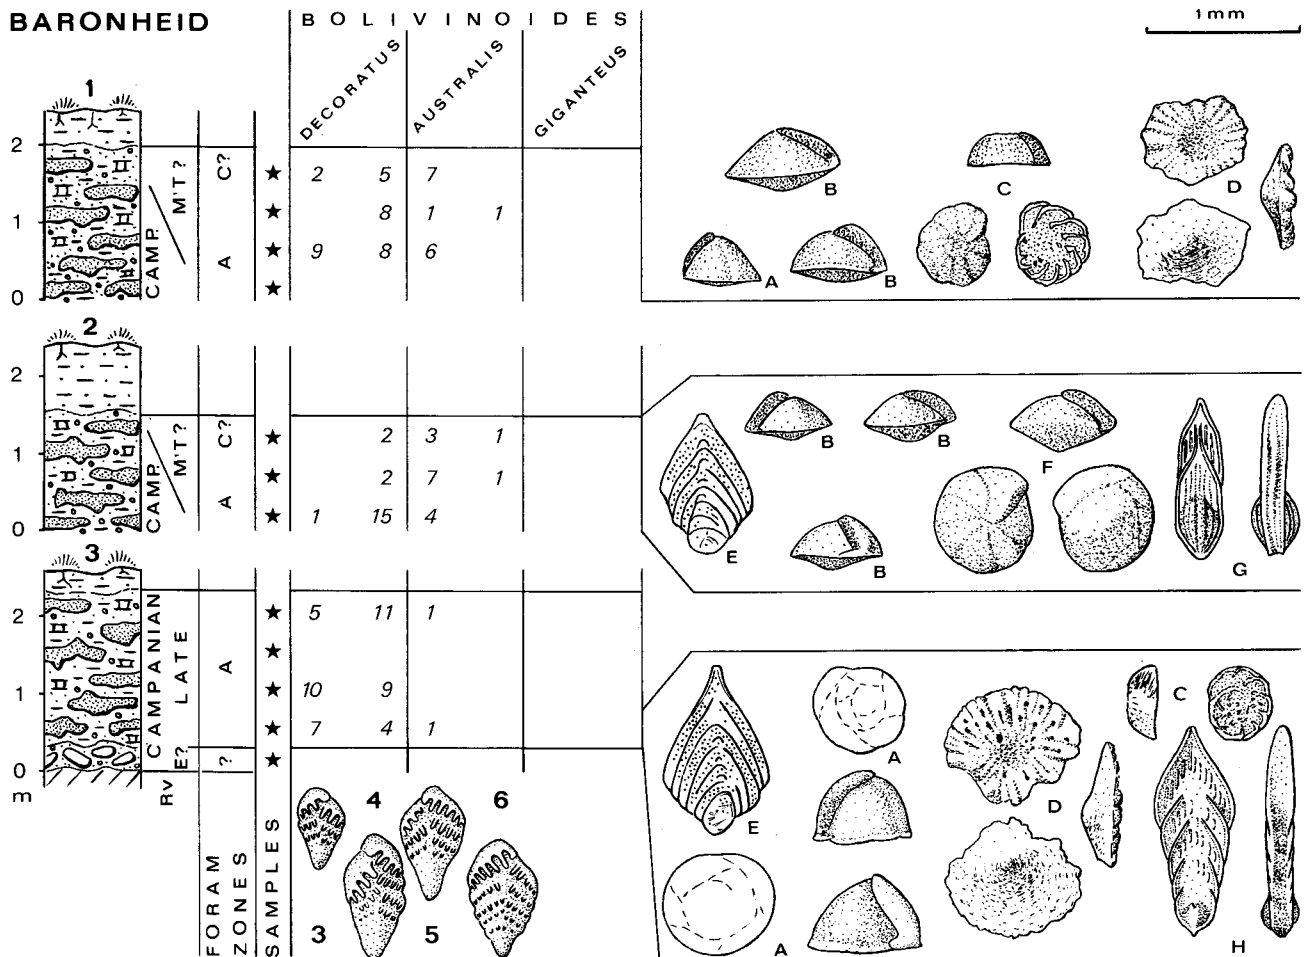 BARONHEID
BOLIVINOIDES
DECORATUS
AUSTRALIS
GIGANTEUS
1mm
1
2
1
0
CAMP.
M'T?
A
C?
★ 2 5 7
★ 8 1 1
★ 9 8 6
★
B
C
D
A
B
2
2
1
0
CAMP.
M'T?
A
C?
★ 2 3 1
★ 2 7 1
★ 1 15 4
E
B
B
B
F
G
3
2
1
0
m
CAMPANIAN
E? LATE
RV
?
A
★ 5 11 1
★
★ 10 9
★ 7 4 1
★
FORAM
ZONES
SAMPLES
4
6
3
5
E
A
A
D
C
H